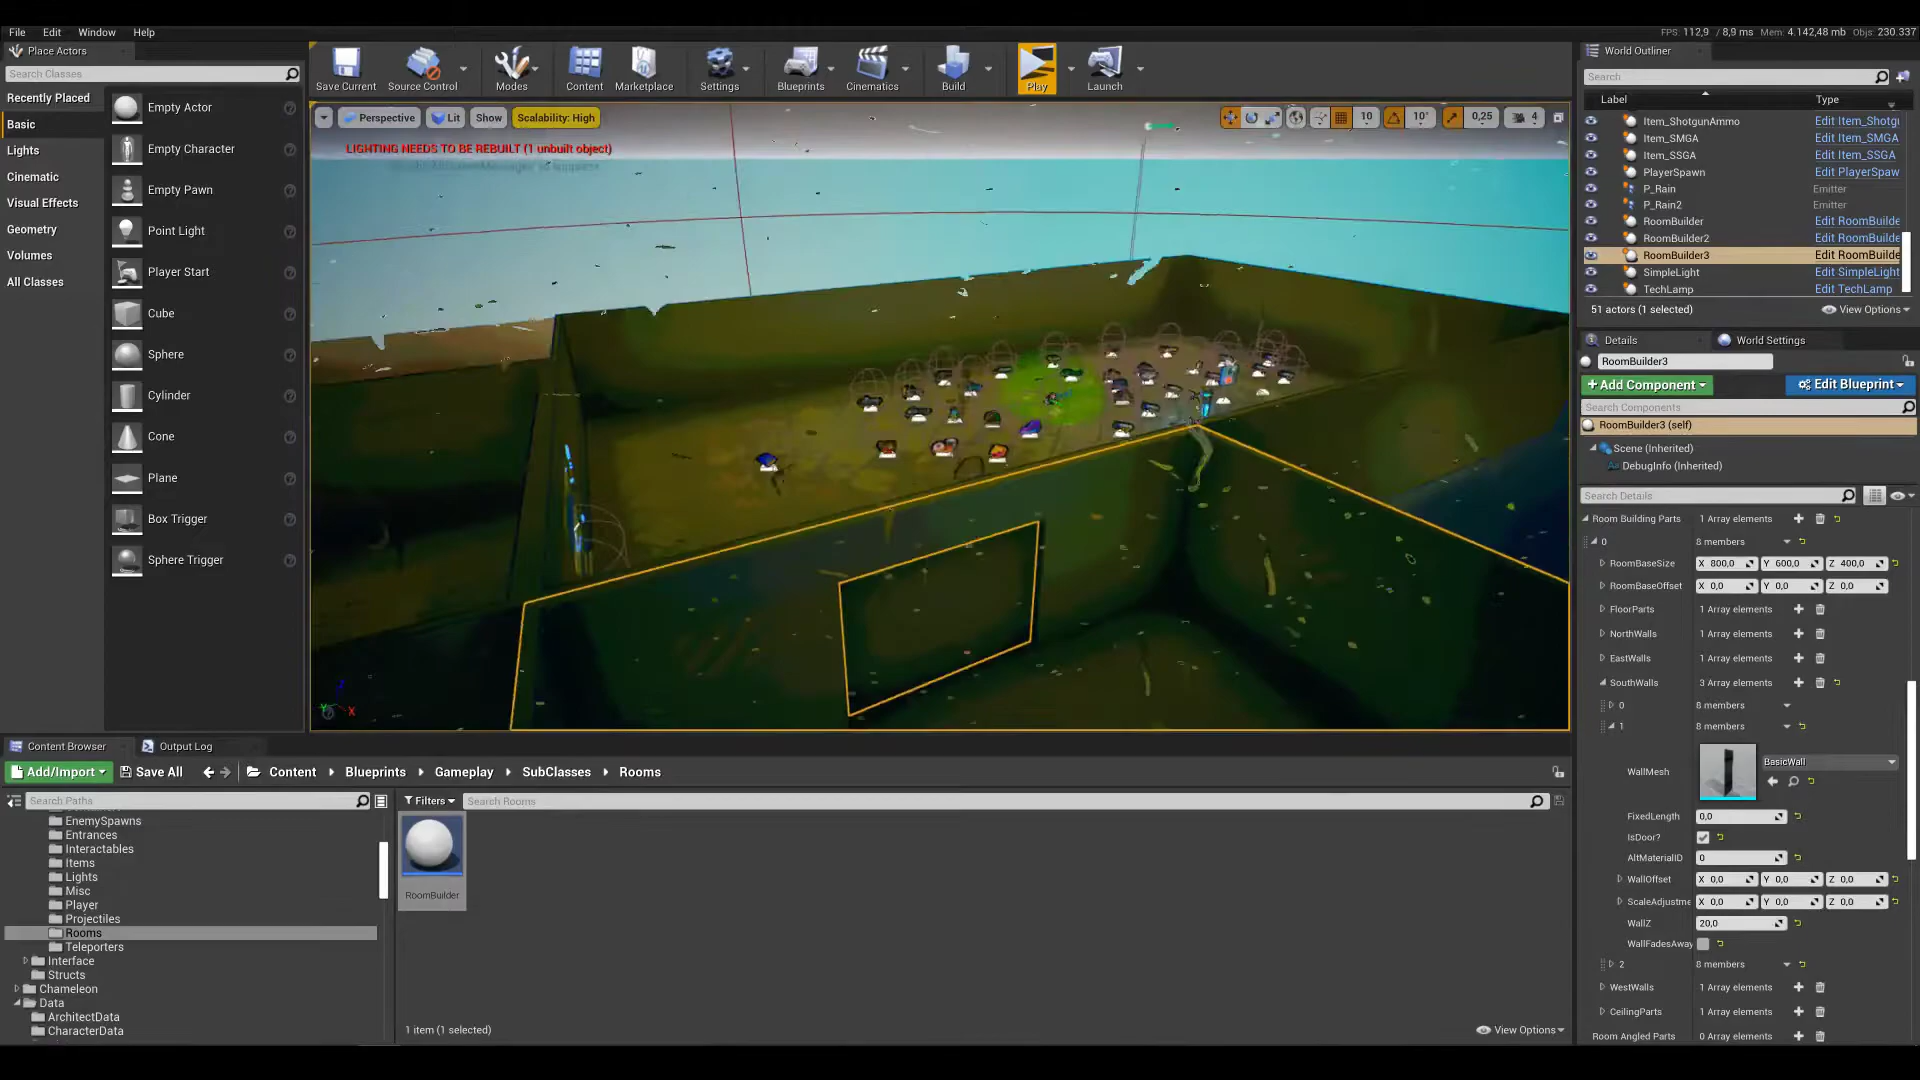 File Edit Window Help
FPS: 112,9 / 8,9 ms Mem: 4.142,48 mb Objs: 230.337
Place Actors
Search Classes
Recently Placed
Basic
Lights
Cinematic
Visual Effects
Geometry
Volumes
All Classes
Empty Actor
Empty Character
Empty Pawn
Point Light
Player Start
Cube
Sphere
Cylinder
Cone
Plane
Box Trigger
Sphere Trigger
Save Current
Source Control
Modes
Content
Marketplace
Settings
Blueprints
Cinematics
Build
Play
Launch
Perspective
Lit
Show
Scalability: High
10
10°
0,25
4
LIGHTING NEEDS TO BE REBUILT (1 unbuilt object)
X
World Outliner
Search
Label Type
Item_ShotgunAmmo Edit Item_Shotgu
Item_SMGA Edit Item_SMGA
Item_SSGA Edit Item_SSGA
PlayerSpawn Edit PlayerSpaw
P_Rain Emitter
P_Rain2 Emitter
RoomBuilder Edit RoomBuilde
RoomBuilder2 Edit RoomBuilde
RoomBuilder3 Edit RoomBuilde
SimpleLight Edit SimpleLight
TechLamp Edit TechLamp
51 actors (1 selected) View Options
Details World Settings
RoomBuilder3
+ Add Component Edit Blueprint
Search Components
RoomBuilder3 (self)
Scene (Inherited)
DebugInfo (Inherited)
Search Details
Room Building Parts 1 Array elements
0 8 members
RoomBaseSize X 800,0 Y 600,0 Z 400,0
RoomBaseOffset X 0,0 Y 0,0 Z 0,0
FloorParts 1 Array elements
NorthWalls 1 Array elements
EastWalls 1 Array elements
SouthWalls 3 Array elements
0 8 members
1 8 members
WallMesh BasicWall
FixedLength 0,0
IsDoor?
AltMaterialID 0
WallOffset X 0,0 Y 0,0 Z 0,0
ScaleAdjustme X 0,0 Y 0,0 Z 0,0
WallZ 20,0
WallFadesAway
2 8 members
WestWalls 1 Array elements
CeilingParts 1 Array elements
Room Angled Parts 0 Array elements
Content Browser Output Log
Add/Import Save All Content Blueprints Gameplay SubClasses Rooms
Search Paths
EnemySpawns
Entrances
Interactables
Items
Lights
Misc
Player
Projectiles
Rooms
Teleporters
Interface
Structs
Chameleon
Data
ArchitectData
CharacterData
Filters Search Rooms
RoomBuilder
1 item (1 selected) View Options